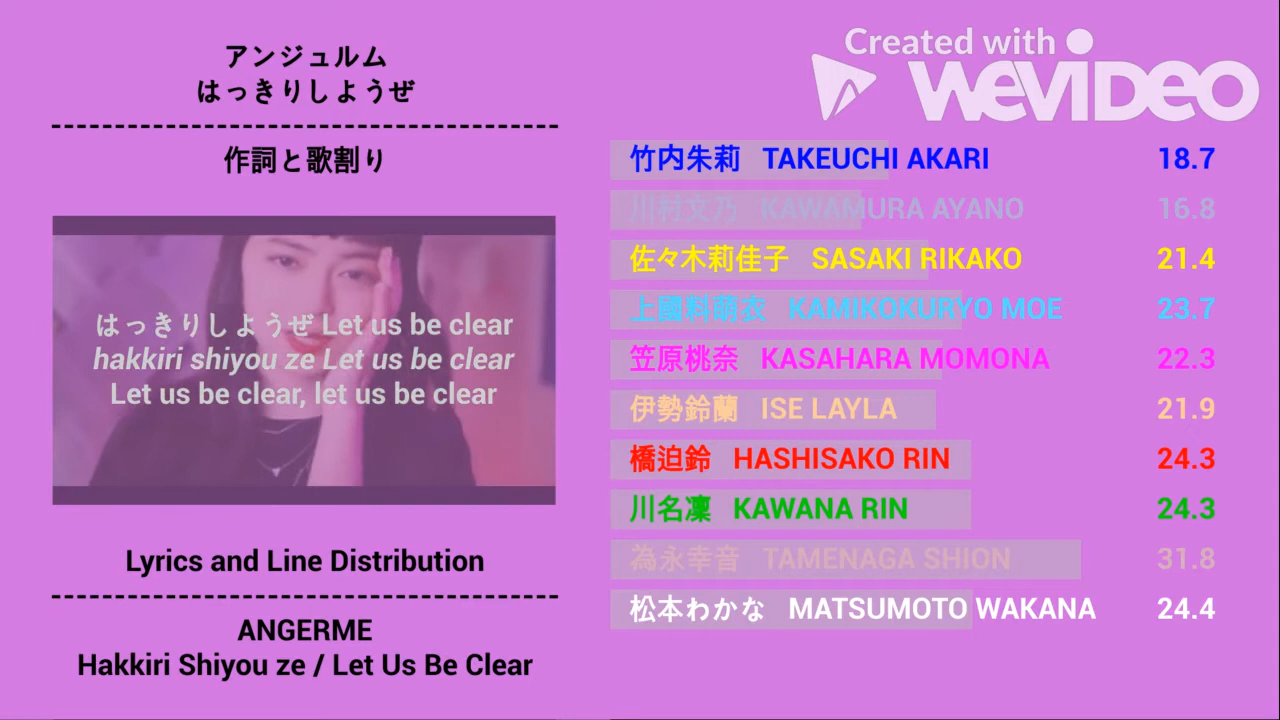 アンジュルム
はっきりしようぜ
作詞と歌割り
はっきりしようぜ Let us be clear
hakkiri shiyou ze Let us be clear
Let us be clear, let us be clear
Lyrics and Line Distribution
ANGERME
Hakkiri Shiyou ze / Let Us Be Clear
Created with
WEVIDEO
竹内朱莉 TAKEUCHI AKARI 18.7
川村文乃 KAWAMURA AYANO 16.8
佐々木莉佳子 SASAKI RIKAKO 21.4
上國料萌衣 KAMIKOKURYO MOE 23.7
笠原桃奈 KASAHARA MOMONA 22.3
伊勢鈴蘭 ISE LAYLA 21.9
橋迫鈴 HASHISAKO RIN 24.3
川名凜 KAWANA RIN 24.3
為永幸音 TAMENAGA SHION 31.8
松本わかな MATSUMOTO WAKANA 24.4